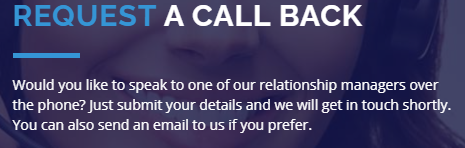 REQUEST A CALL BACK
Would you like to speak to one of our relationship managers over
the phone? Just submit your details and we will get in touch shortly.
You can also send an email to us if you prefer.